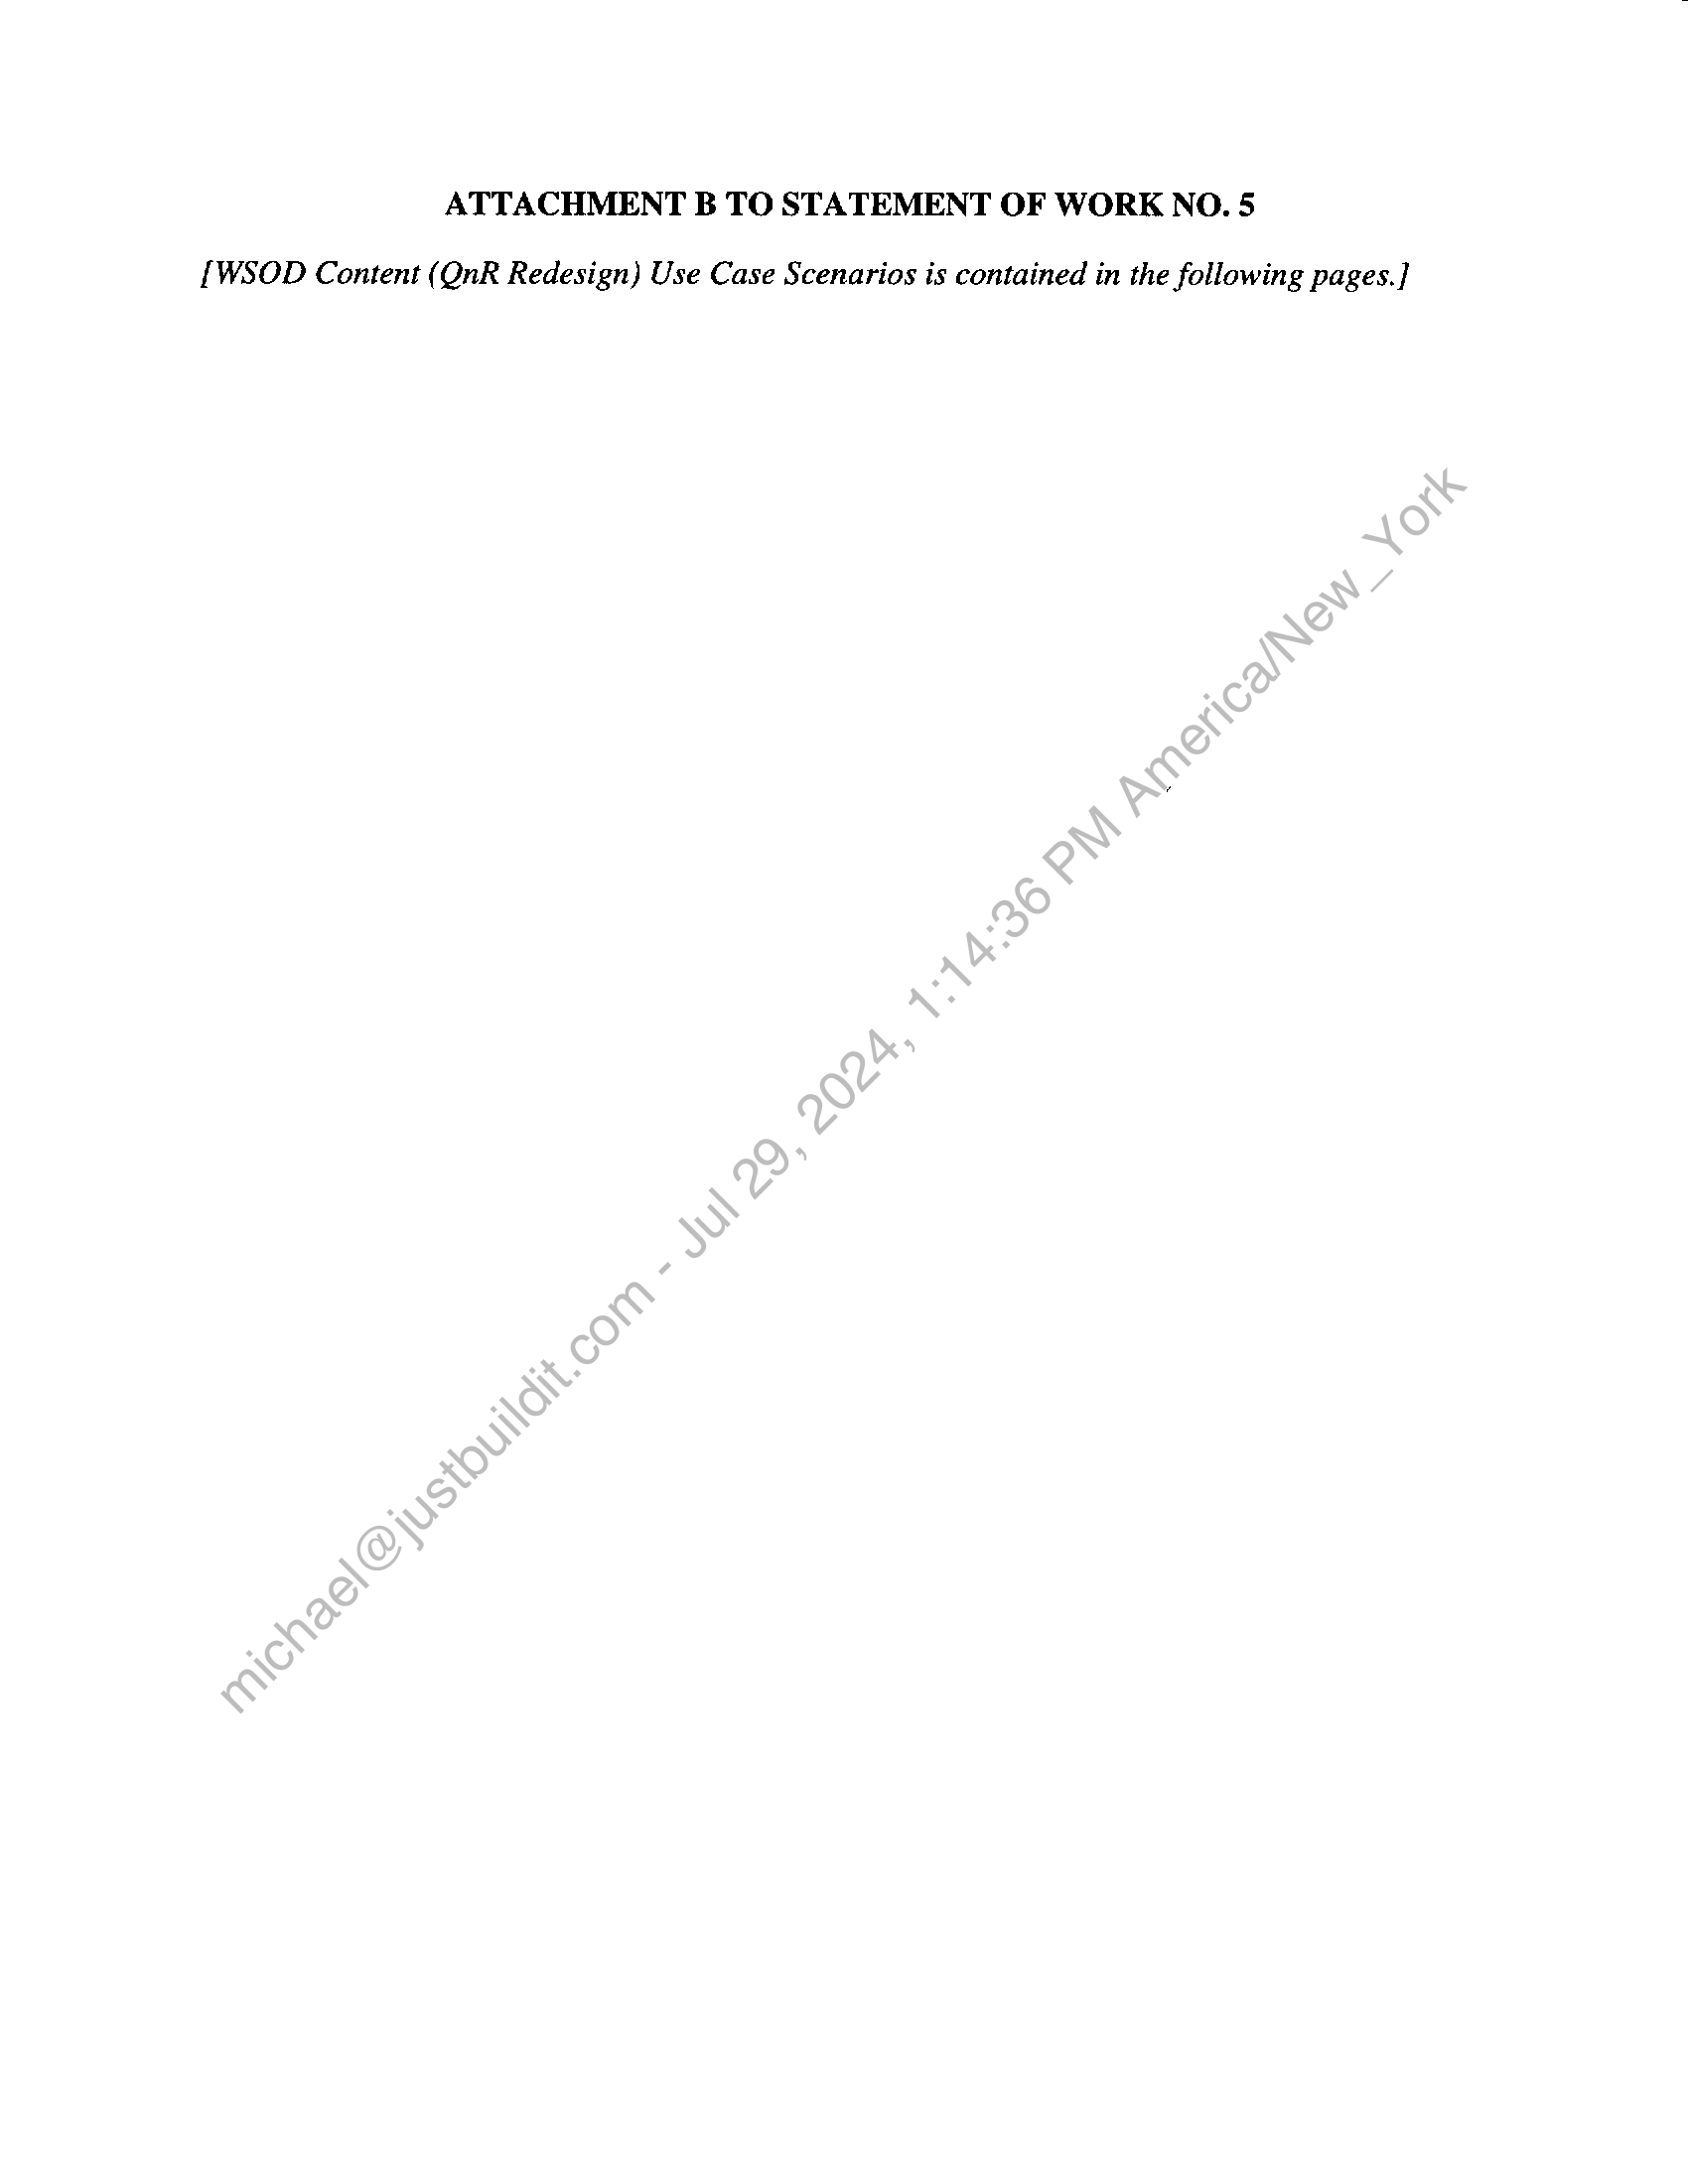 ATTACHMENT B TO STATEMENT OF WORK NO. 5
[WSOD Content (QnR Redesign) Use Case Scenarios is contained in the following pages.]
michael@justbuildit.com - Jul 29, 2024, 1:14:36 PM America/New_York